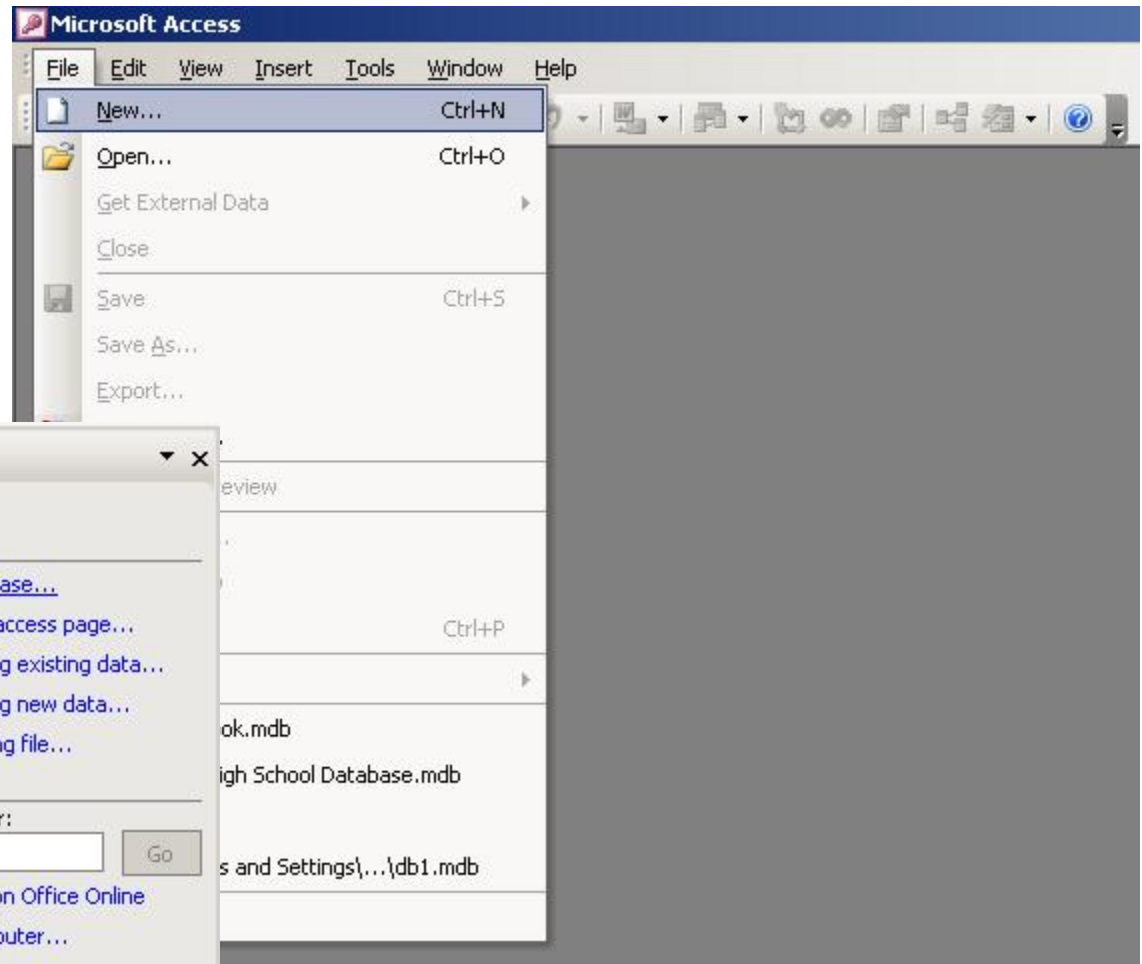 Microsoft Access
File Edit View Insert Tools Window Help
New... Ctrl+N
Open... Ctrl+O
Get External Data
Close
Save Ctrl+S
Save As...
Export...
eview
Ctrl+P
ok.mdb
igh School Database.mdb
s and Settings\...\db1.mdb
ase...
access page...
g existing data...
g new data...
ng file...
r:
Go
on Office Online
outer...